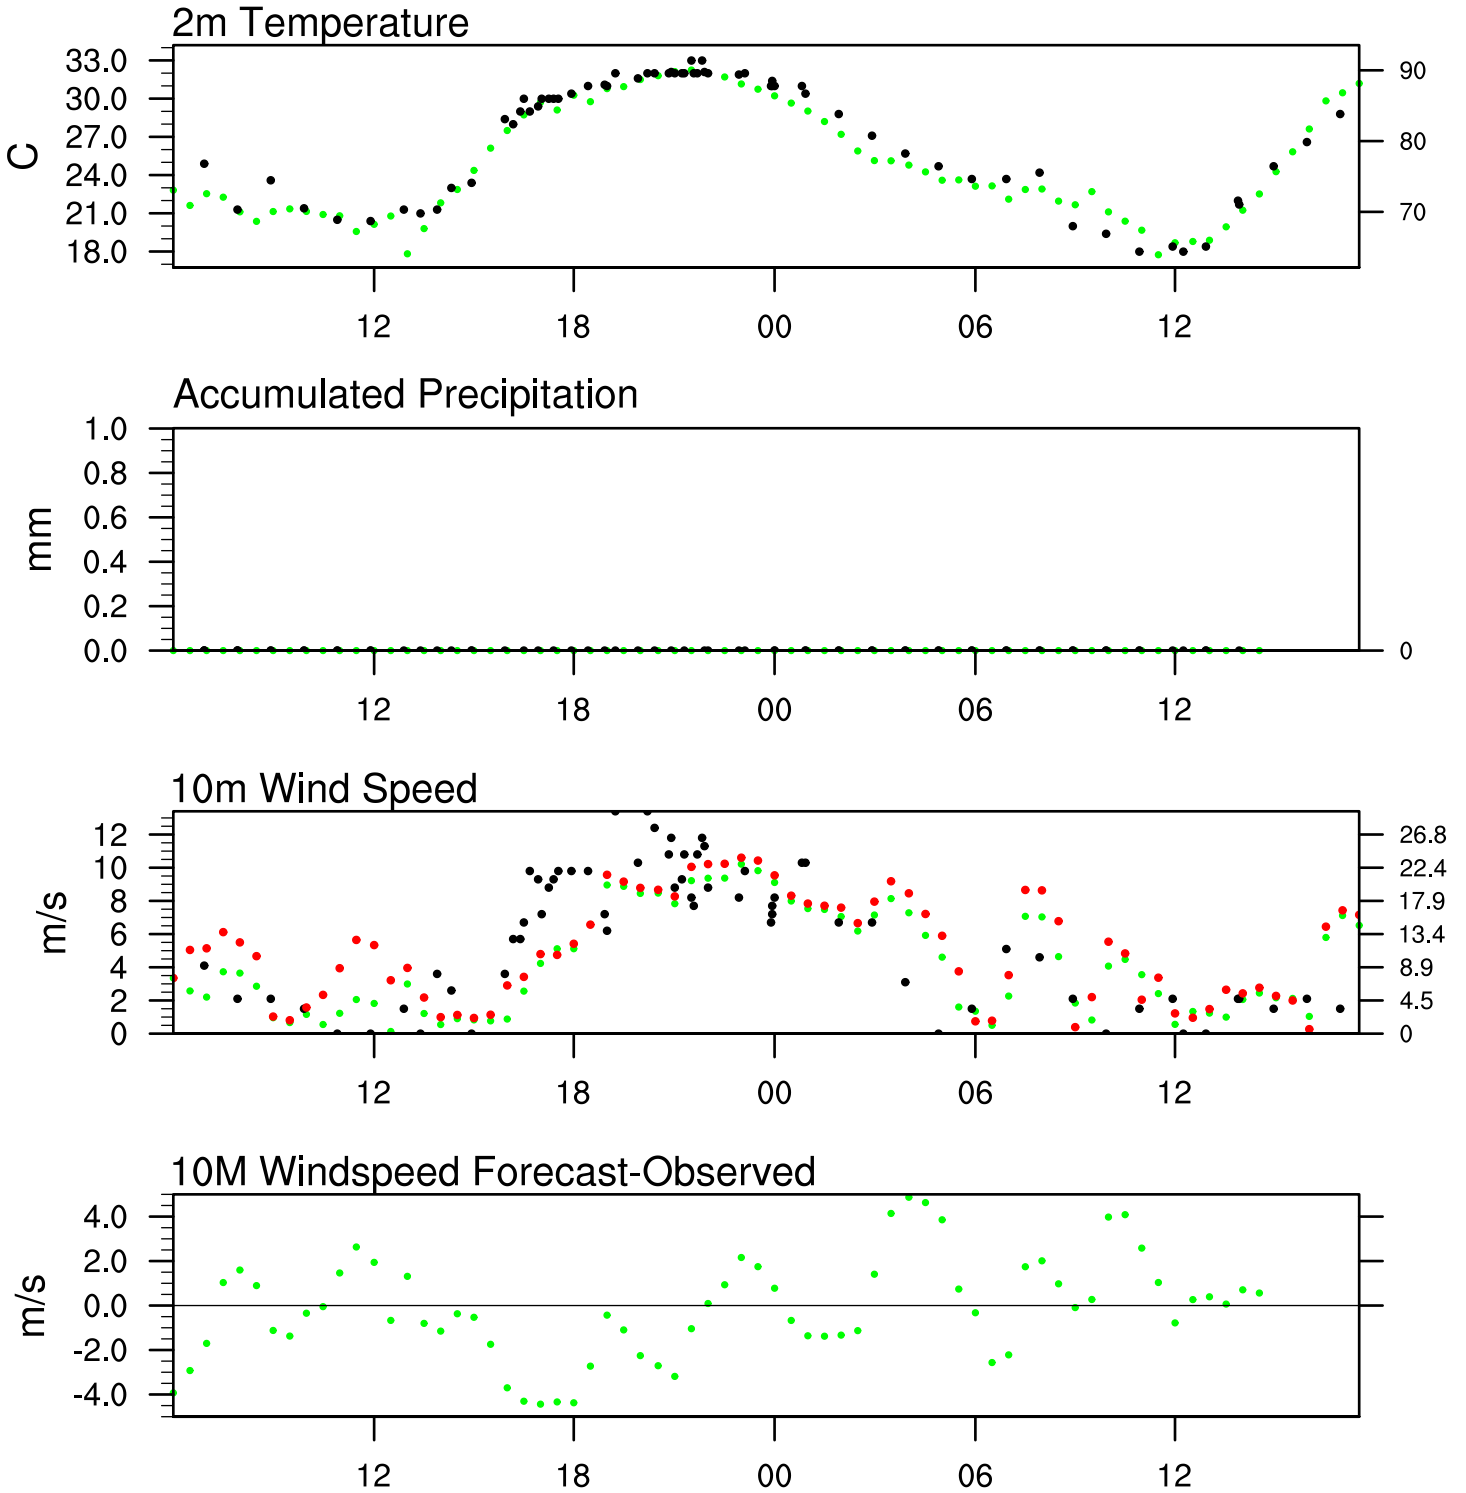 2m Temperature
33.0
30.0
27.0
24.0
21.0
18.0
C
90
80
70
12 18 00 06 12
Accumulated Precipitation
1.0
0.8
0.6
0.4
0.2
0.0
mm
0
12 18 00 06 12
10m Wind Speed
12
10
8
6
4
2
0
m/s
26.8
22.4
17.9
13.4
8.9
4.5
0
12 18 00 06 12
10M Windspeed Forecast-Observed
4.0
2.0
0.0
-2.0
-4.0
m/s
12 18 00 06 12